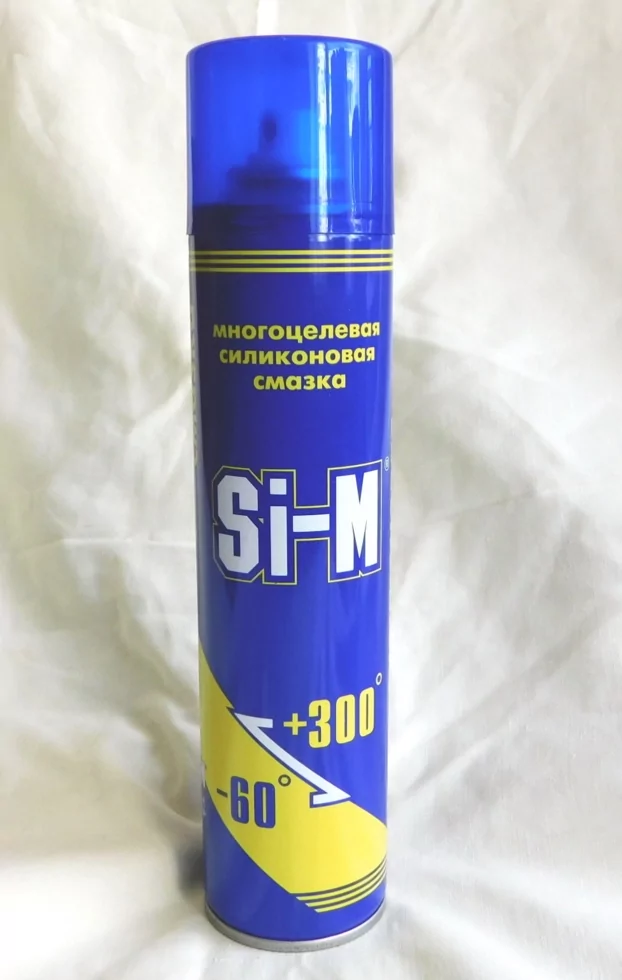 многоцелевая
силиконовая
смазка
Si-M®
+300°
-60°